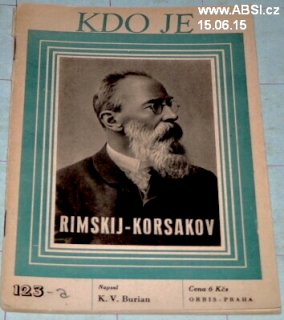 www.ABSI.cz
15.06.15
KDO JE
RIMSKIJ-KORSAKOV
123-a
Napsal
K. V. Burian
Cena 6 Kčs
ORBIS-PRAHA